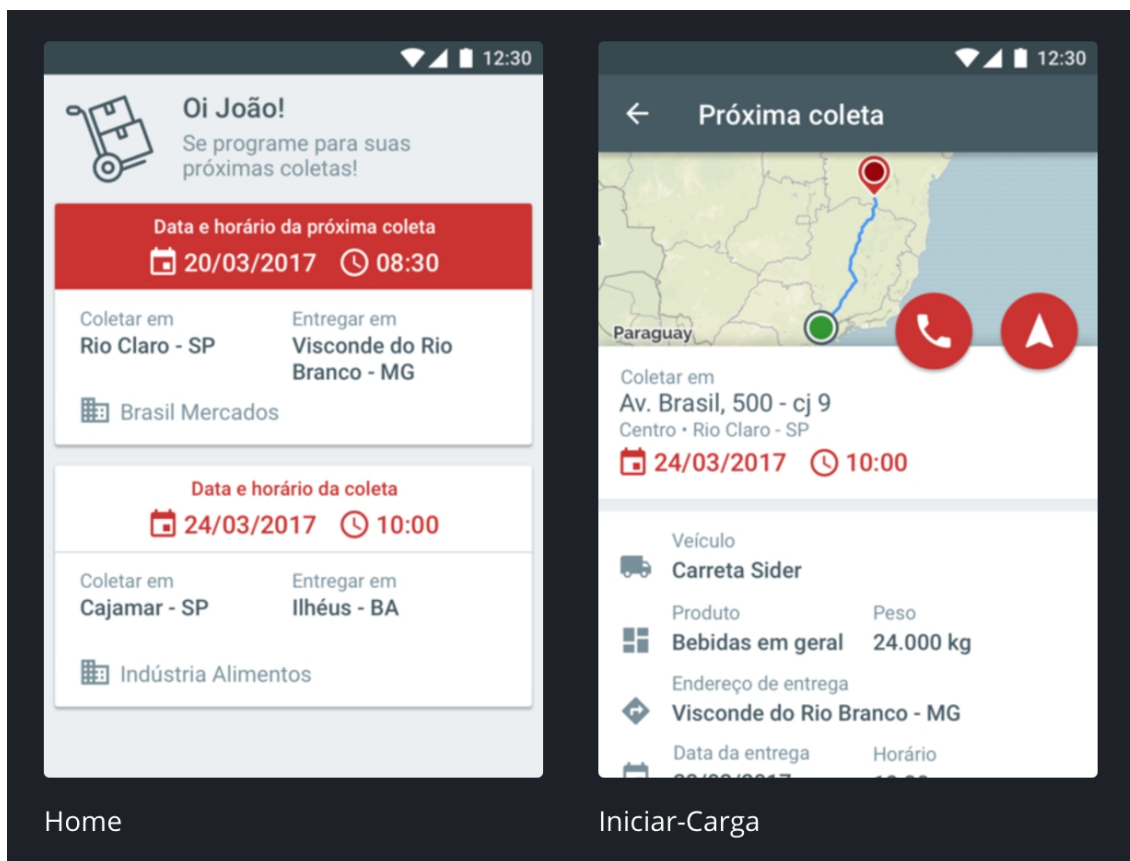 12:30
Oi João!
Se programe para suas
próximas coletas!
Data e horário da próxima coleta
20/03/2017 08:30
Coletar em Entregar em
Rio Claro - SP Visconde do Rio
Branco - MG
Brasil Mercados
Data e horário da coleta
24/03/2017 10:00
Coletar em Entregar em
Cajamar - SP Ilhéus - BA
Indústria Alimentos
Home
12:30
Próxima coleta
Paraguay
Coletar em
Av. Brasil, 500 - cj 9
Centro • Rio Claro - SP
24/03/2017 10:00
Veículo
Carreta Sider
Produto Peso
Bebidas em geral 24.000 kg
Endereço de entrega
Visconde do Rio Branco - MG
Data da entrega Horário
Iniciar-Carga